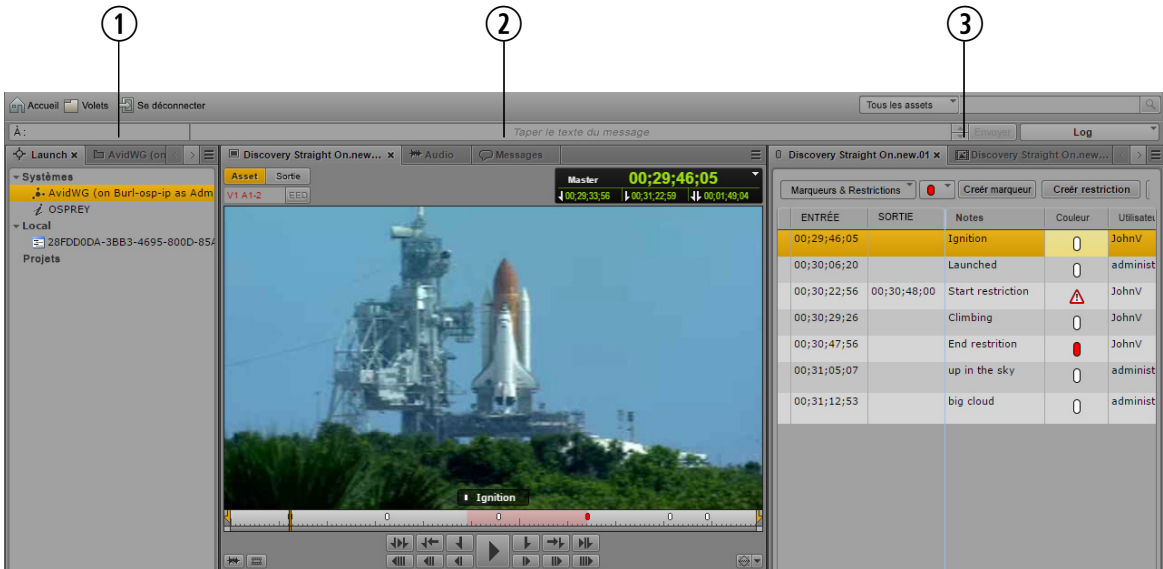 1
2
3
Accueil Volets Se déconnecter
Tous les assets
À :
Taper le texte du message
Envoyer
Log
Launch x
AvidWG (on
Discovery Straight On.new... x
Audio
Messages
Discovery Straight On.new.01 x
Discovery Straight On.new...
Systèmes
AvidWG (on Burl-osp-ip as Adm
OSPREY
Local
28FDD0DA-3BB3-4695-800D-85A
Projets
Asset Sortie
V1 A1-2 EEQ
Master 00;29;46;05
00;29;33;56 00;31;22;59 00;01;49;04
Ignition
Marqueurs & Restrictions
Creér marqueur
Creér restriction
ENTRÉE SORTIE Notes Couleur Utilisateu
00;29;46;05 Ignition JohnV
00;30;06;20 Launched administ
00;30;22;56 00;30;48;00 Start restriction JohnV
00;30;29;26 Climbing JohnV
00;30;47;56 End restrition JohnV
00;31;05;07 up in the sky administ
00;31;12;53 big cloud administ